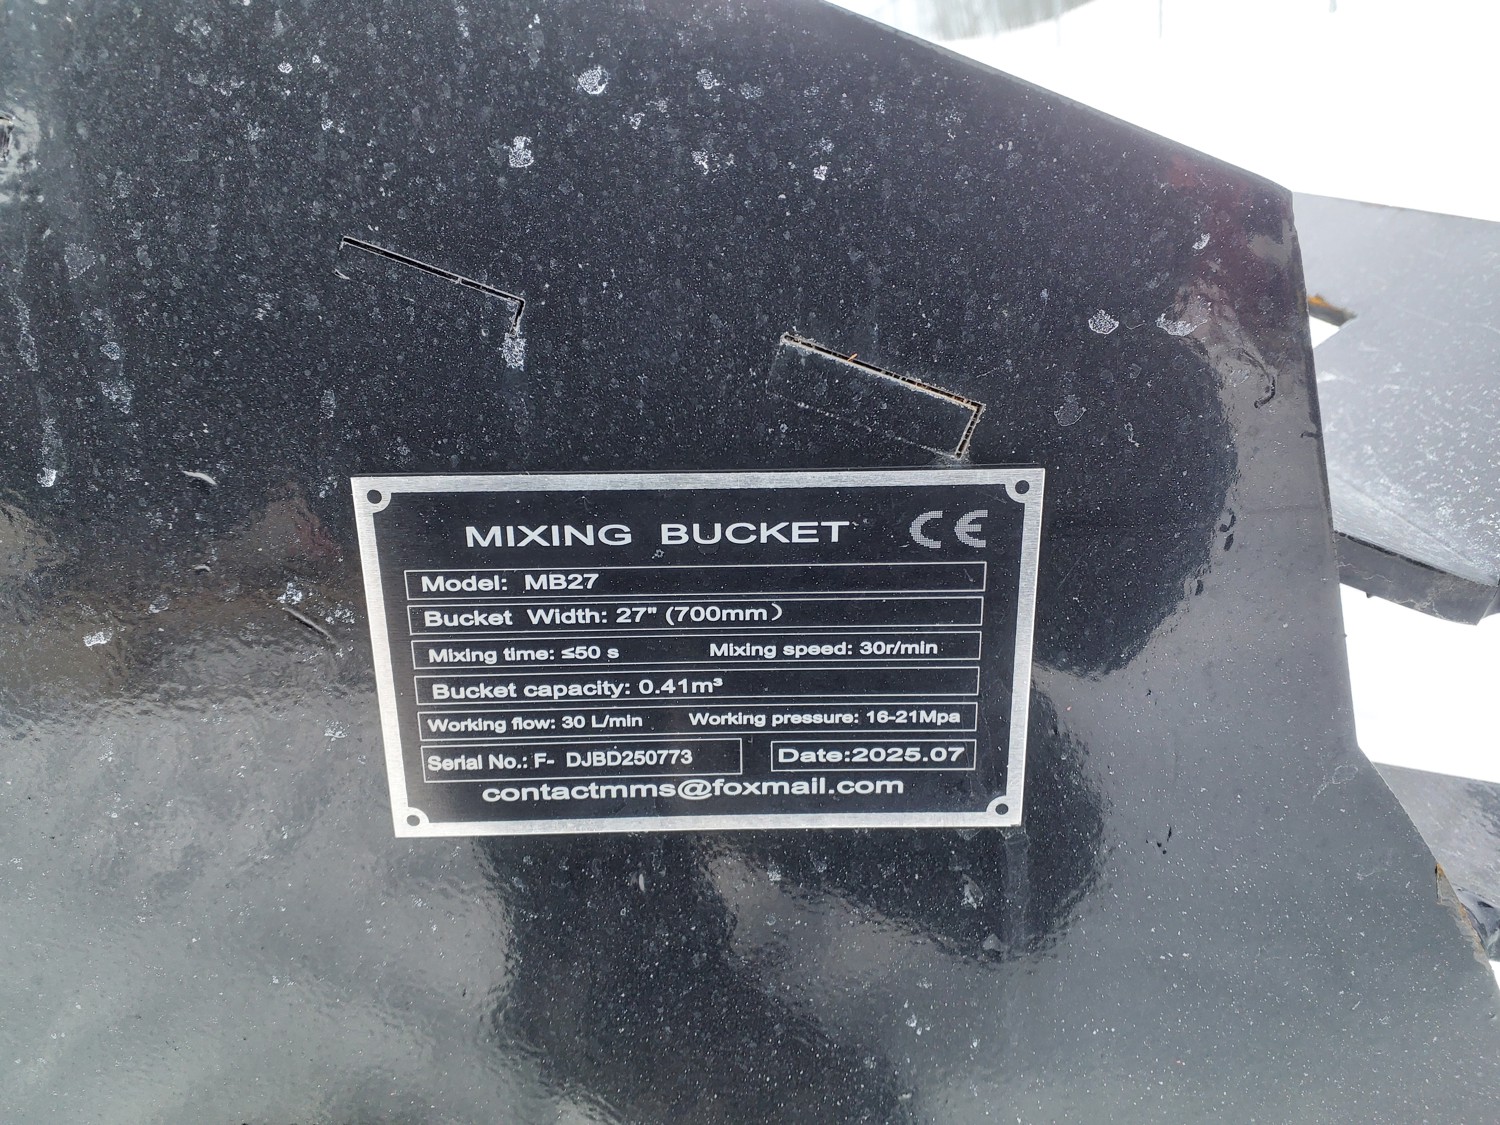 MIXING BUCKET CE
Model: MB27
Bucket Width: 27" (700mm）
Mixing time: ≤50 s Mixing speed: 30r/min
Bucket capacity: 0.41m³
Working flow: 30 L/min Working pressure: 16-21Mpa
Serial No.: F- DJBD250773 Date:2025.07
contactmms@foxmail.com